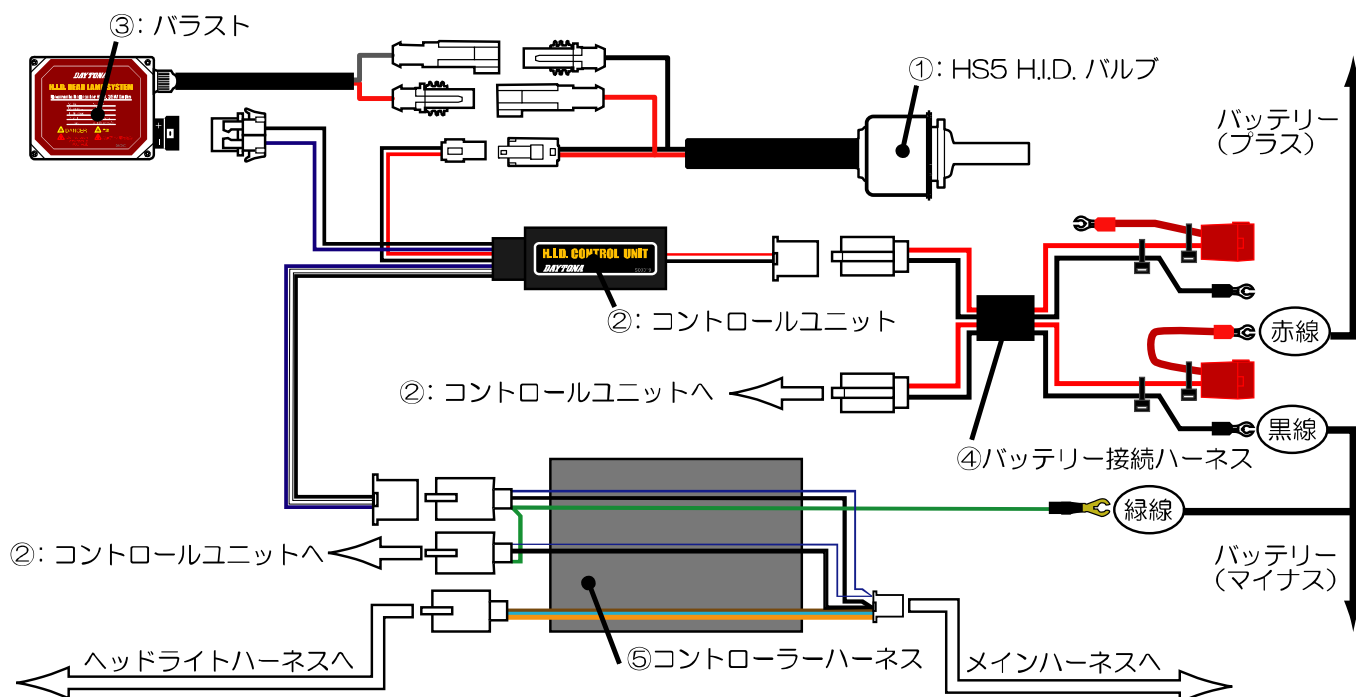 ③: バラスト
DAYTONA
H.I.D. HEAD LAMP SYSTEM
DANGER
①: HS5 H.I.D. バルブ
バッテリー
(プラス)
H.I.D. CONTROL UNIT
DAYTONA
②: コントロールユニット
赤線
②: コントロールユニットへ
黒線
④バッテリー接続ハーネス
緑線
②: コントロールユニットへ
バッテリー
(マイナス)
⑤コントローラーハーネス
ヘッドライトハーネスへ
メインハーネスへ